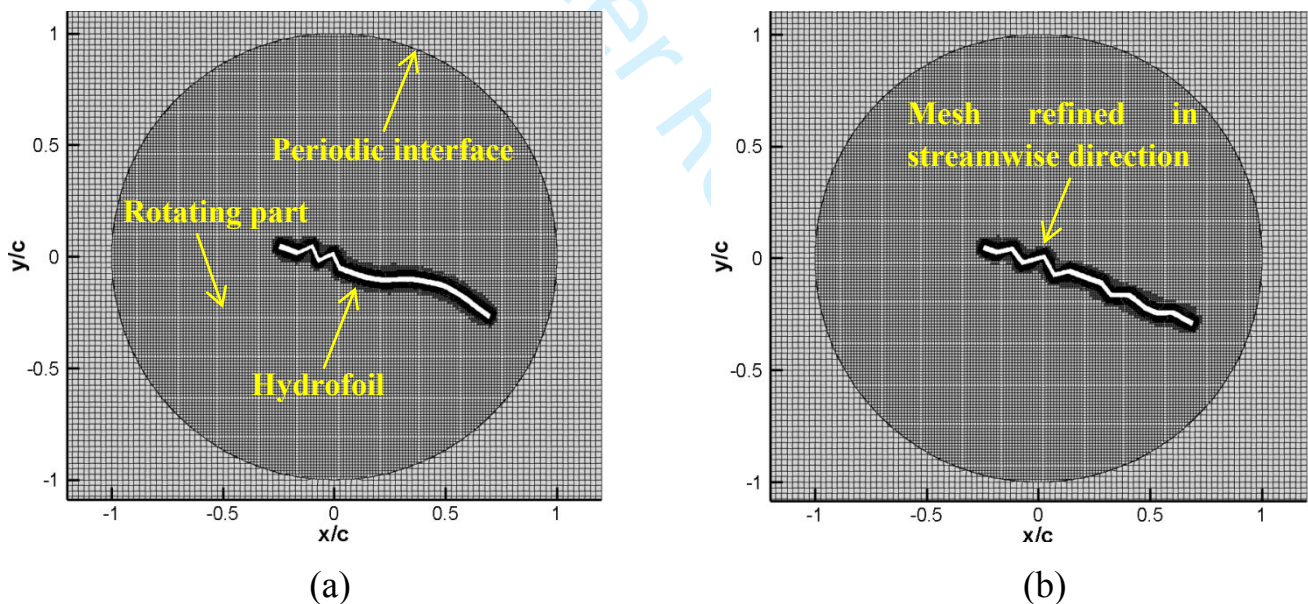 er h
1
0.5
0
-0.5
-1
y/c
Periodic interface
Rotating part
Hydrofoil
-1
-0.5
0
0.5
1
x/c
(a)
1
0.5
0
-0.5
-1
y/c
Mesh refined in
streamwise direction
-1
-0.5
0
0.5
1
x/c
(b)